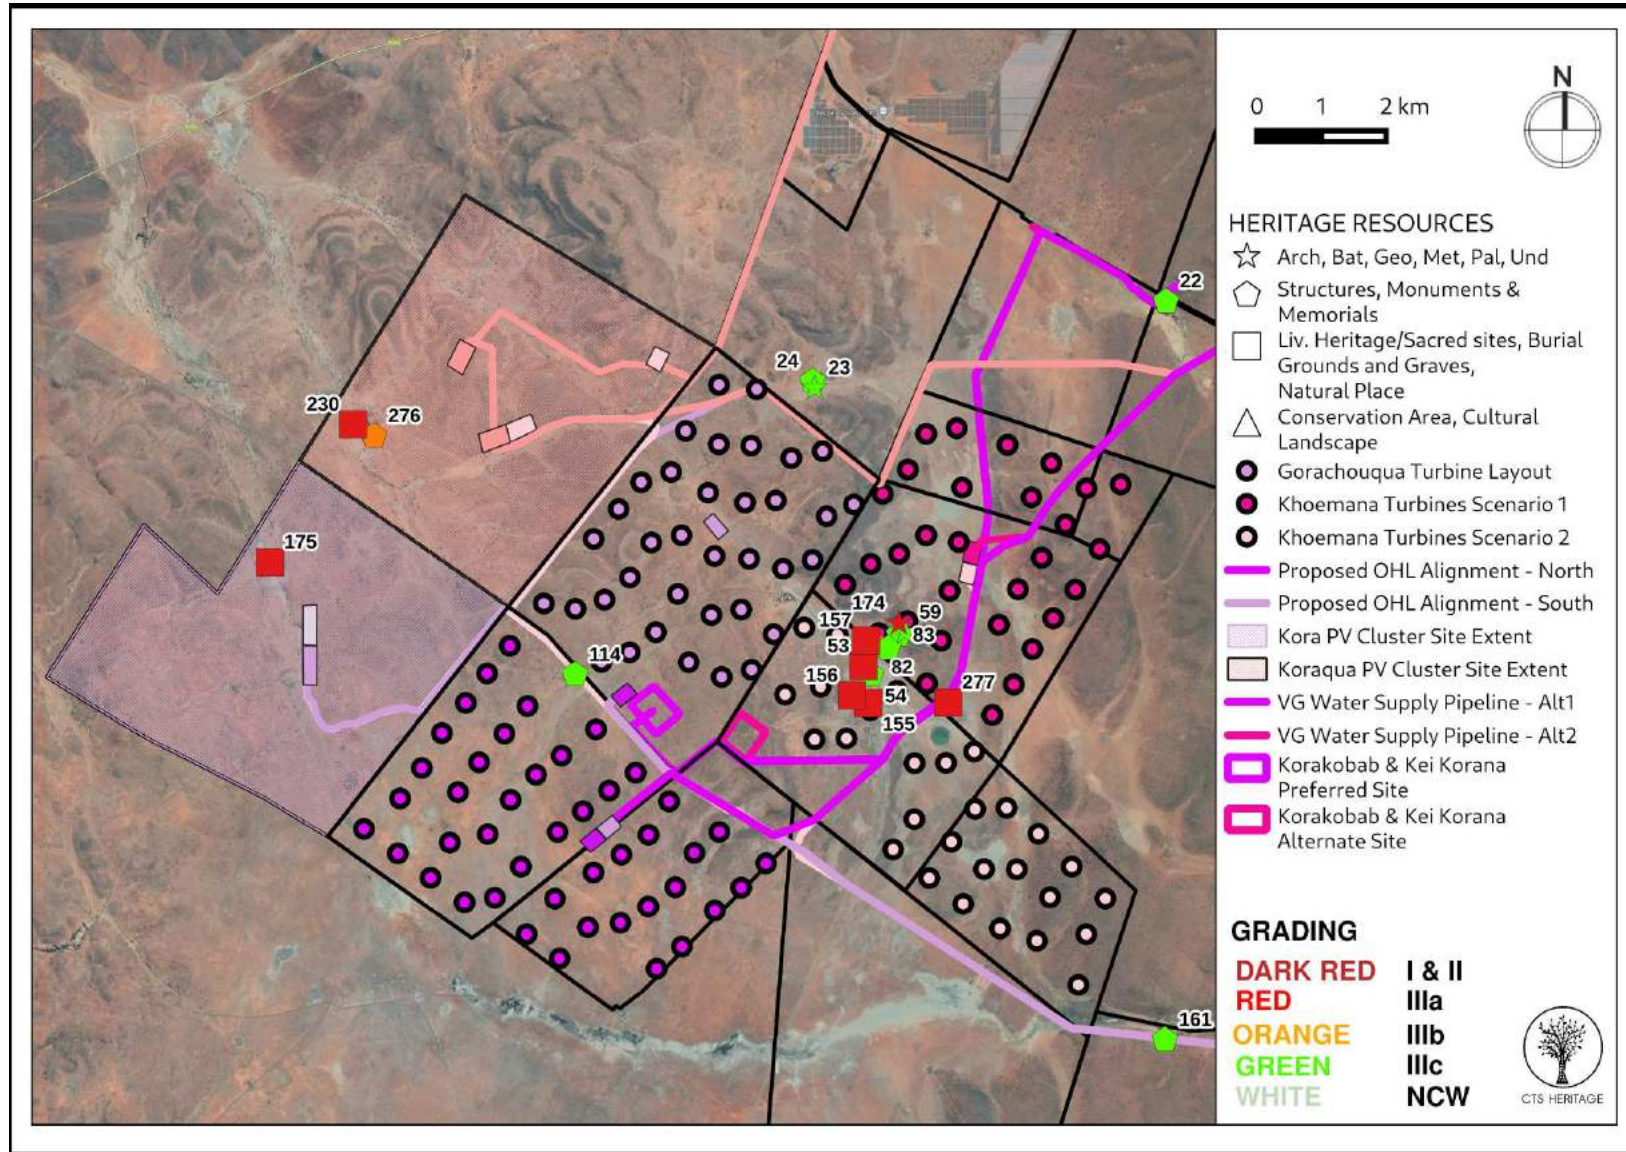 N
0 1 2 km
HERITAGE RESOURCES
Arch, Bat, Geo, Met, Pal, Und
Structures, Monuments &
Memorials
Liv. Heritage/Sacred sites, Burial
Grounds and Graves,
Natural Place
Conservation Area, Cultural
Landscape
Gorachouqua Turbine Layout
Khoemana Turbines Scenario 1
Khoemana Turbines Scenario 2
Proposed OHL Alignment - North
Proposed OHL Alignment - South
Kora PV Cluster Site Extent
Koraqua PV Cluster Site Extent
VG Water Supply Pipeline - Alt1
VG Water Supply Pipeline - Alt2
Korakobab & Kei Korana
Preferred Site
Korakobab & Kei Korana
Alternate Site
GRADING
DARK RED I & II
RED IIIa
ORANGE IIIb
GREEN IIIc
WHITE NCW
CTS HERITAGE
22
24 23
230
276
175
174 59
157
83
53
114
82
156
277
54
155
161